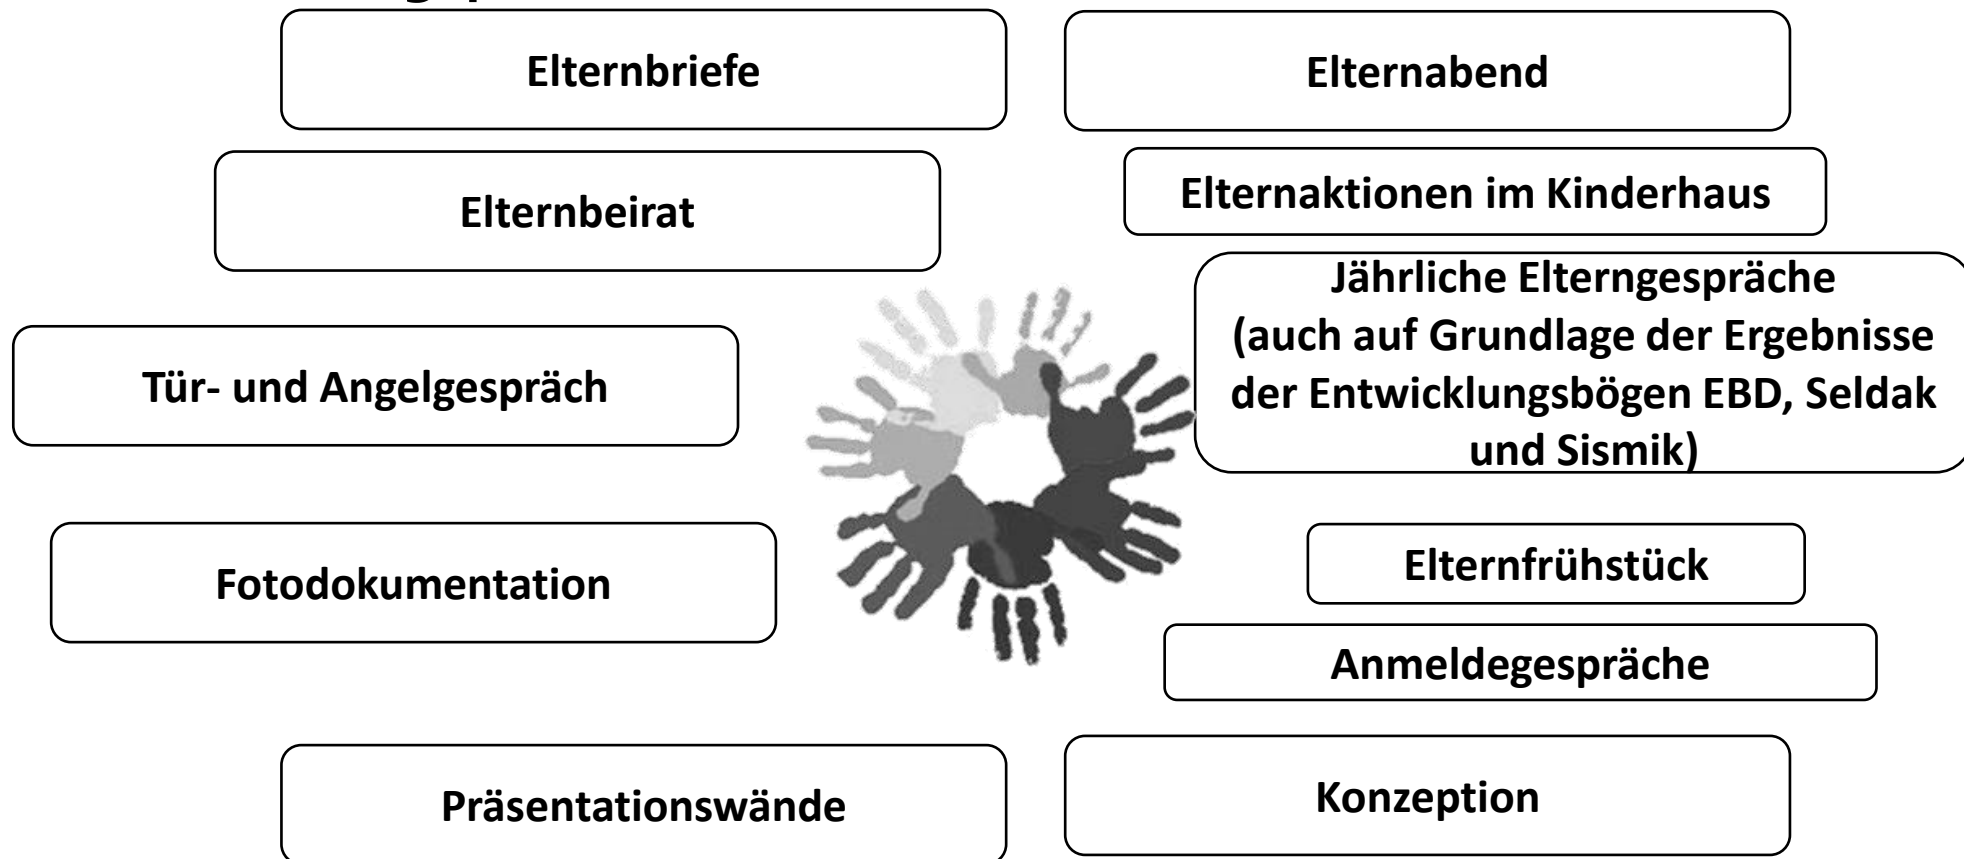 Elternbriefe
Elternabend
Elternbeirat
Elternaktionen im Kinderhaus
Jährliche Elterngespräche
(auch auf Grundlage der Ergebnisse
der Entwicklungsbögen EBD, Seldak
und Sismik)
Tür- und Angelgespräch
Fotodokumentation
Elternfrühstück
Anmeldegespräche
Präsentationswände
Konzeption